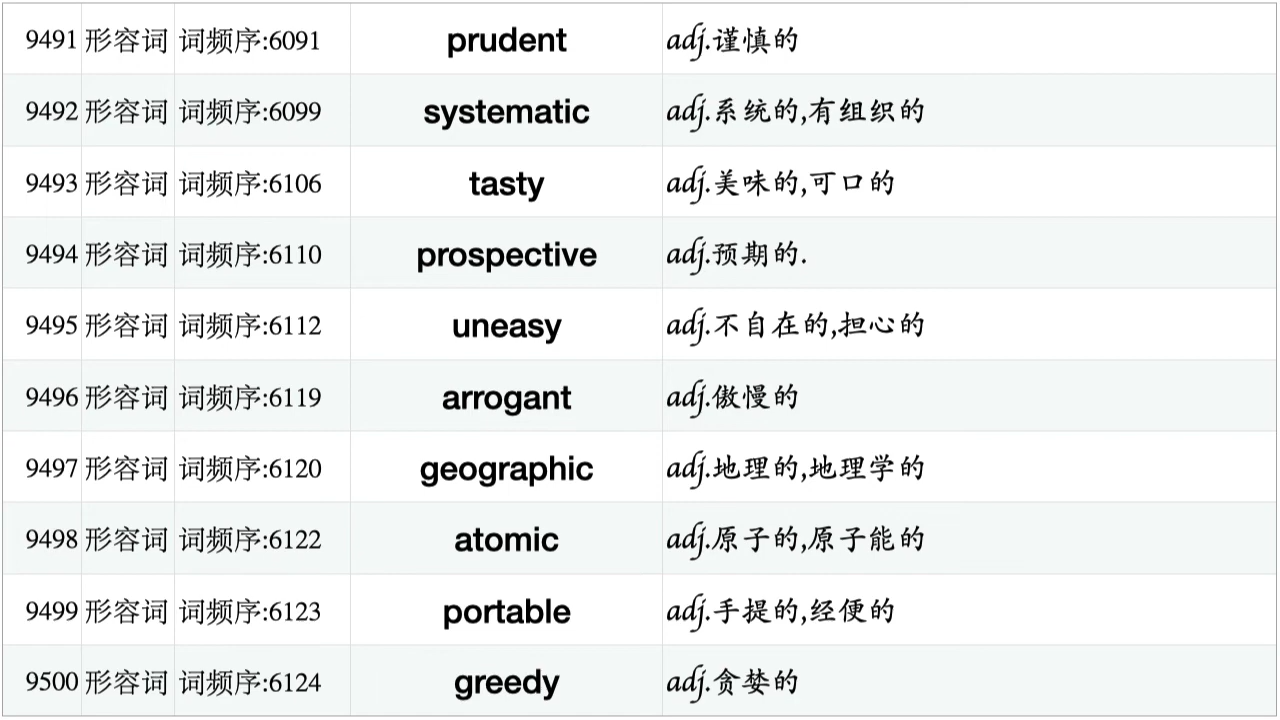 9491 形容词 词频序:6091 prudent adj.谨慎的
9492 形容词 词频序:6099 systematic adj.系统的,有组织的
9493 形容词 词频序:6106 tasty adj.美味的,可口的
9494 形容词 词频序:6110 prospective adj.预期的.
9495 形容词 词频序:6112 uneasy adj.不自在的,担心的
9496 形容词 词频序:6119 arrogant adj.傲慢的
9497 形容词 词频序:6120 geographic adj.地理的,地理学的
9498 形容词 词频序:6122 atomic adj.原子的,原子能的
9499 形容词 词频序:6123 portable adj.手提的,经便的
9500 形容词 词频序:6124 greedy adj.贪婪的